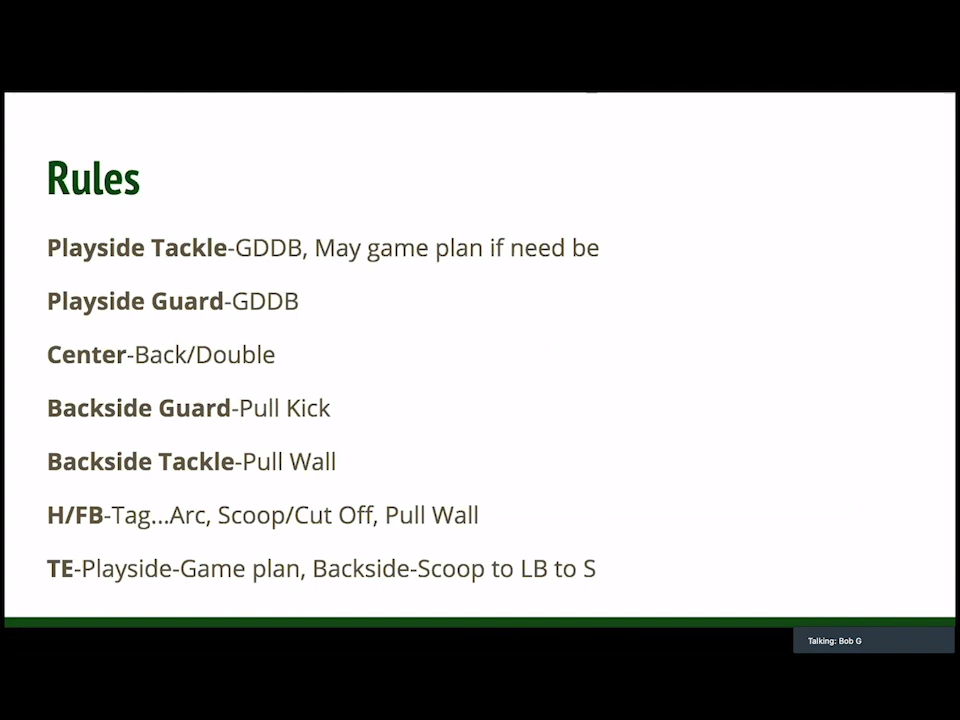 Rules
Playside Tackle-GDDB, May game plan if need be
Playside Guard-GDDB
Center-Back/Double
Backside Guard-Pull Kick
Backside Tackle-Pull Wall
H/FB-Tag...Arc, Scoop/Cut Off, Pull Wall
TE-Playside-Game plan, Backside-Scoop to LB to S
Talking: Bob G